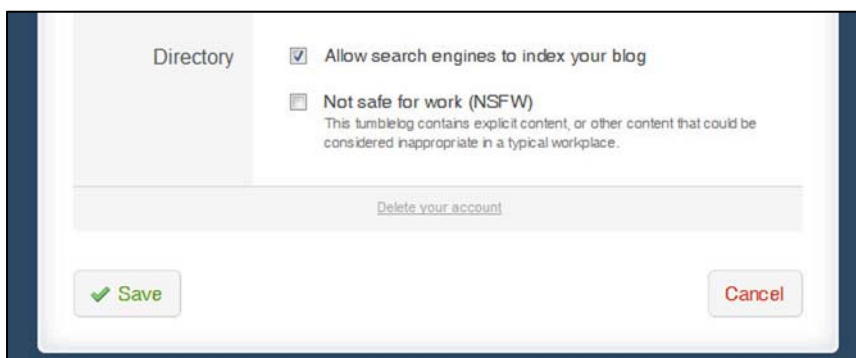 Directory
Allow search engines to index your blog
Not safe for work (NSFW)
This tumblelog contains explicit content, or other content that could be
considered inappropriate in a typical workplace.
Delete your account
Save
Cancel